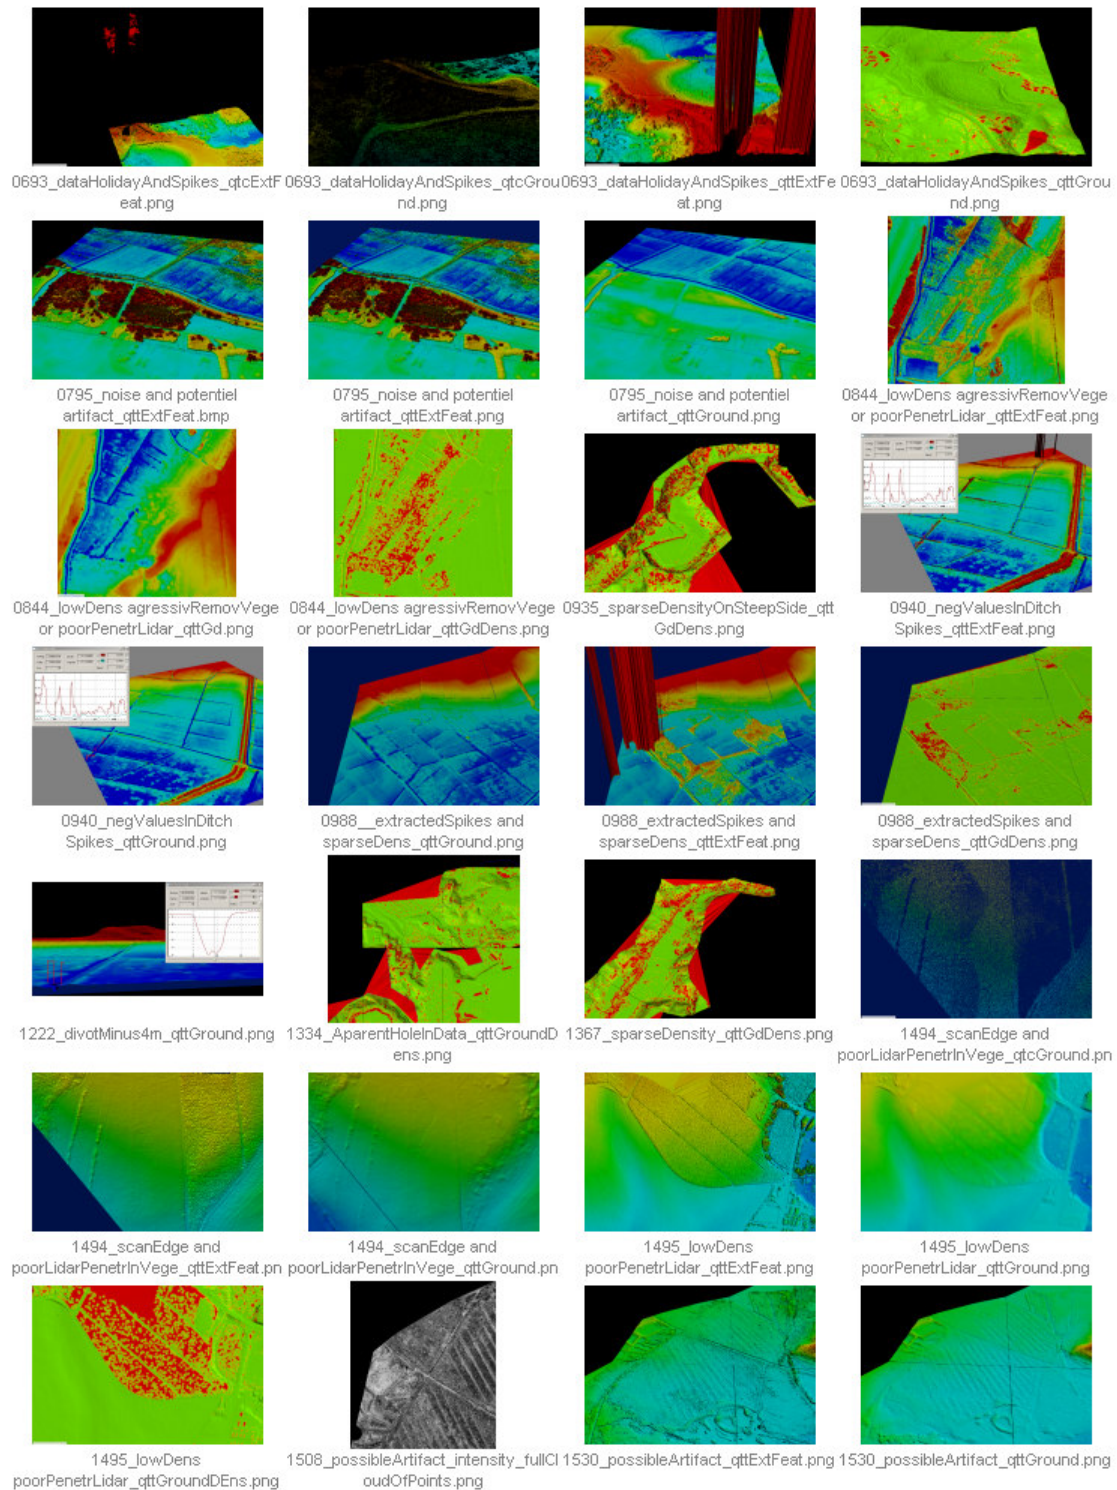 0693_dataHolidayAndSpikes_qtcExtF
eat.png
0693_dataHolidayAndSpikes_qtcGrou
nd.png
0693_dataHolidayAndSpikes_qttExtFe
at.png
0693_dataHolidayAndSpikes_qttGrou
nd.png
0795_noise and potentiel
artifact_qttExtFeat.bmp
0795_noise and potentiel
artifact_qttExtFeat.png
0795_noise and potentiel
artifact_qttGround.png
0844_lowDens agressivRemovVege
or poorPenetrLidar_qttExtFeat.png
0844_lowDens agressivRemovVege
or poorPenetrLidar_qttGd.png
0844_lowDens agressivRemovVege
or poorPenetrLidar_qttGdDens.png
0935_sparseDensityOnSteepSide_qtt
GdDens.png
0940_negValuesInDitch
Spikes_qttExtFeat.png
0940_negValuesInDitch
Spikes_qttGround.png
0988__extractedSpikes and
sparseDens_qttGround.png
0988_extractedSpikes and
sparseDens_qttExtFeat.png
0988_extractedSpikes and
sparseDens_qttGdDens.png
1222_divotMinus4m_qttGround.png
1334_AparentHoleInData_qttGroundD
ens.png
1367_sparseDensity_qttGdDens.png
1494_scanEdge and
poorLidarPenetrInVege_qtcGround.pn
1494_scanEdge and
poorLidarPenetrInVege_qttExtFeat.pn
1494_scanEdge and
poorLidarPenetrInVege_qttGround.pn
1495_lowDens
poorPenetrLidar_qttExtFeat.png
1495_lowDens
poorPenetrLidar_qttGround.png
1495_lowDens
poorPenetrLidar_qttGroundDEns.png
1508_possibleArtifact_intensity_fullCl
oudOfPoints.png
1530_possibleArtifact_qttExtFeat.png
1530_possibleArtifact_qttGround.png